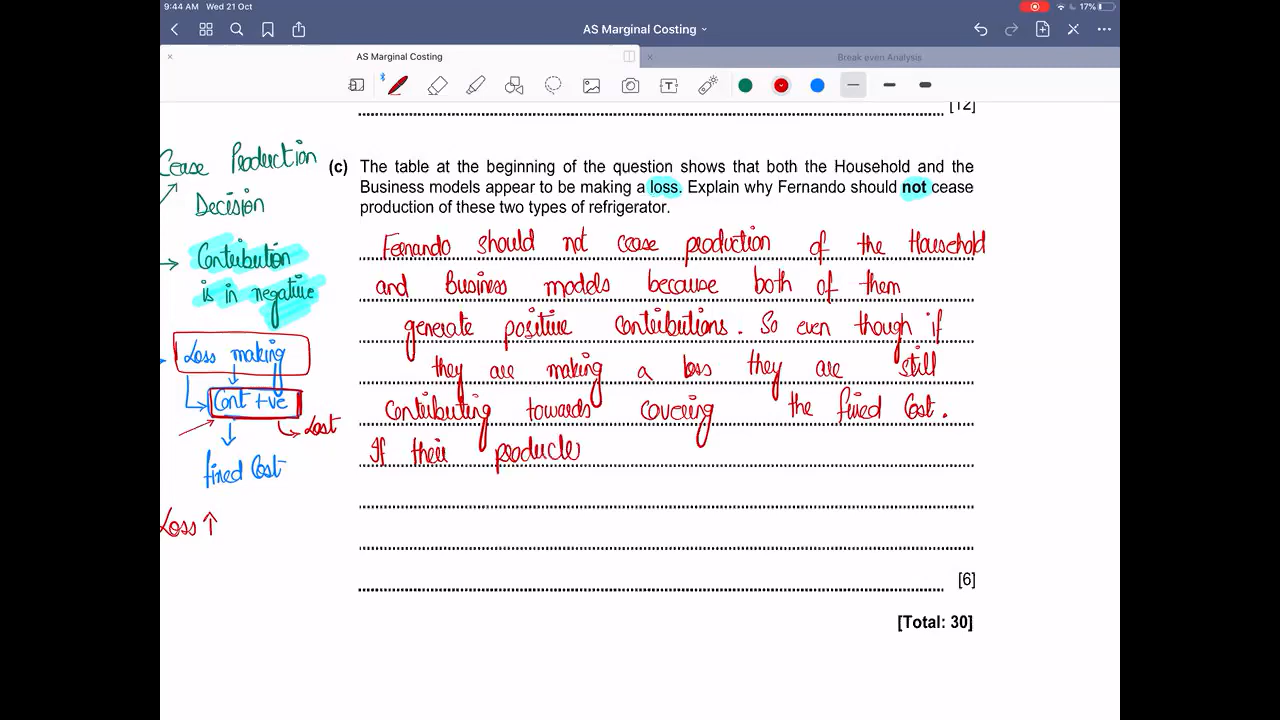 9:44 AM Wed 21 Oct
17%
AS Marginal Costing
AS Marginal Costing
Break even Analysis
[12]
Cease Production
Decision
Contribution
is in negative
Loss making
Cont +ve
Lost
fixed Cost
Loss ↑
(c) The table at the beginning of the question shows that both the Household and the
Business models appear to be making a loss. Explain why Fernando should not cease
production of these two types of refrigerator.
Fernando should not cease production of the Household
and Business models because both of them
generate positive contributions. So even though if
they are making a loss they are still
contributing towards covering the fixed Cost.
If their
[6]
[Total: 30]